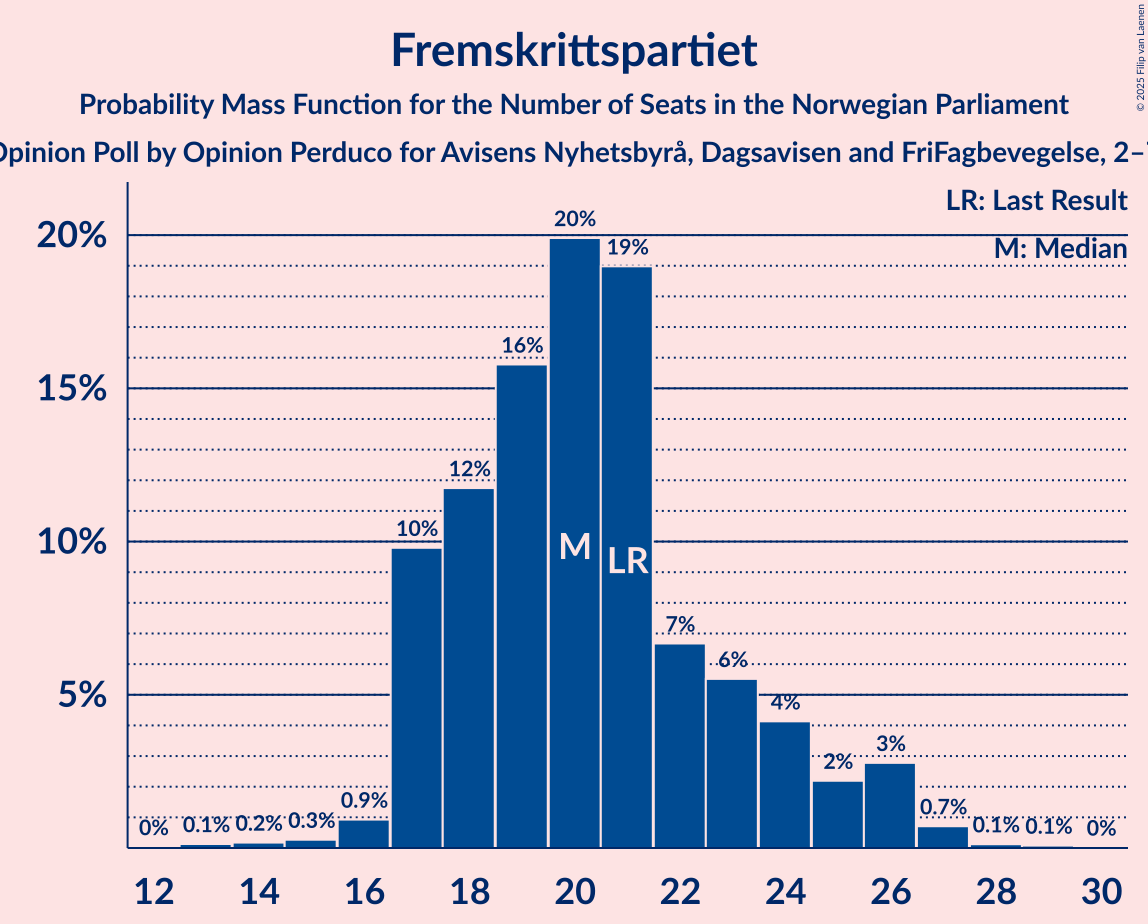 Fremskrittspartiet
Probability Mass Function for the Number of Seats in the Norwegian Parliament
Opinion Poll by Opinion Perduco for Avisens Nyhetsbyrå, Dagsavisen and FriFagbevegelse, 2–7
© 2025 Filip van Laenen
LR: Last Result
M: Median
20%
15%
10%
5%
0%
0.1%
0.2%
0.3%
0.9%
10%
12%
16%
20%
19%
7%
6%
4%
2%
3%
0.7%
0.1%
0.1%
0%
M
LR
12 14 16 18 20 22 24 26 28 30